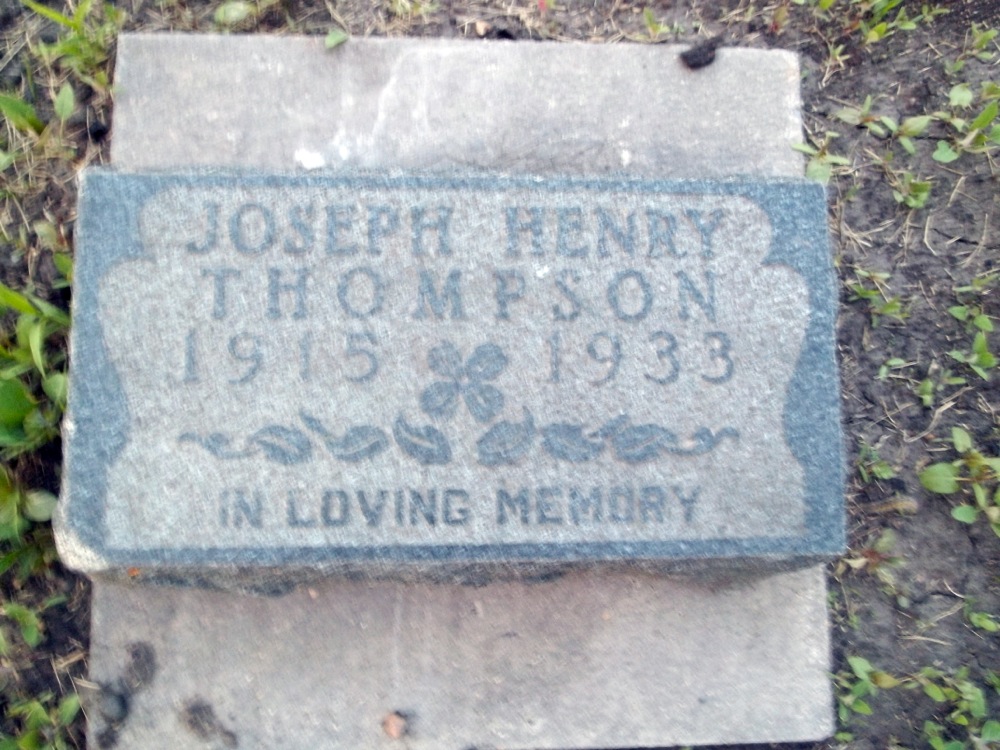 JOSEPH HENRY
THOMPSON
1915 1933
IN LOVING MEMORY